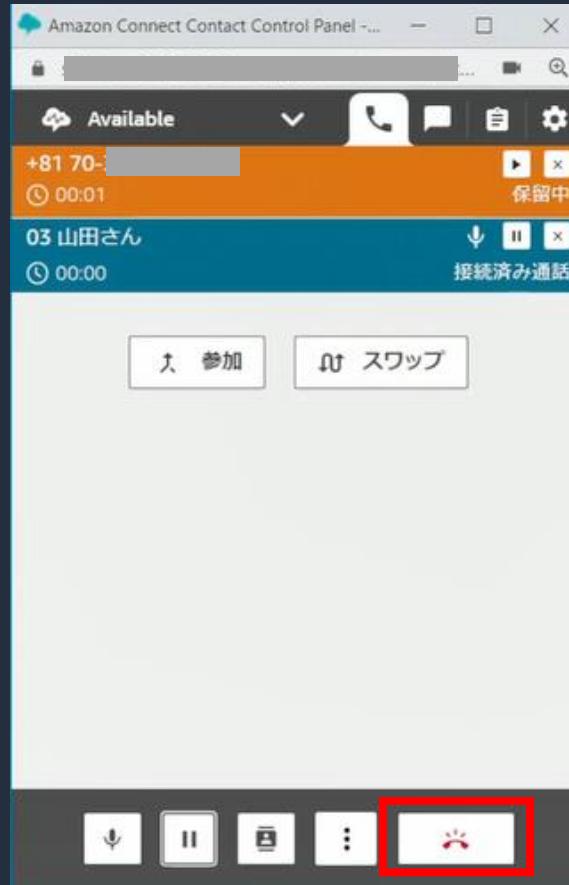 Amazon Connect Contact Control Panel -...
...
Available
+81 70-
00:01
保留中
03 山田さん
00:00
接続済み通話
参加
スワップ